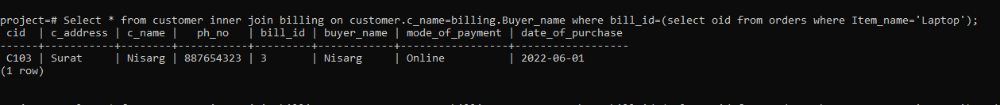 project=# Select * from customer inner join billing on customer.c_name=billing.Buyer_name where bill_id=(select oid from orders where Item_name='Laptop');
 cid  | c_address | c_name |   ph_no   | bill_id | buyer_name | mode_of_payment | date_of_purchase
------+-----------+--------+-----------+---------+------------+-----------------+------------------
 C103 | Surat     | Nisarg | 887654323 | 3       | Nisarg     | Online          | 2022-06-01
(1 row)